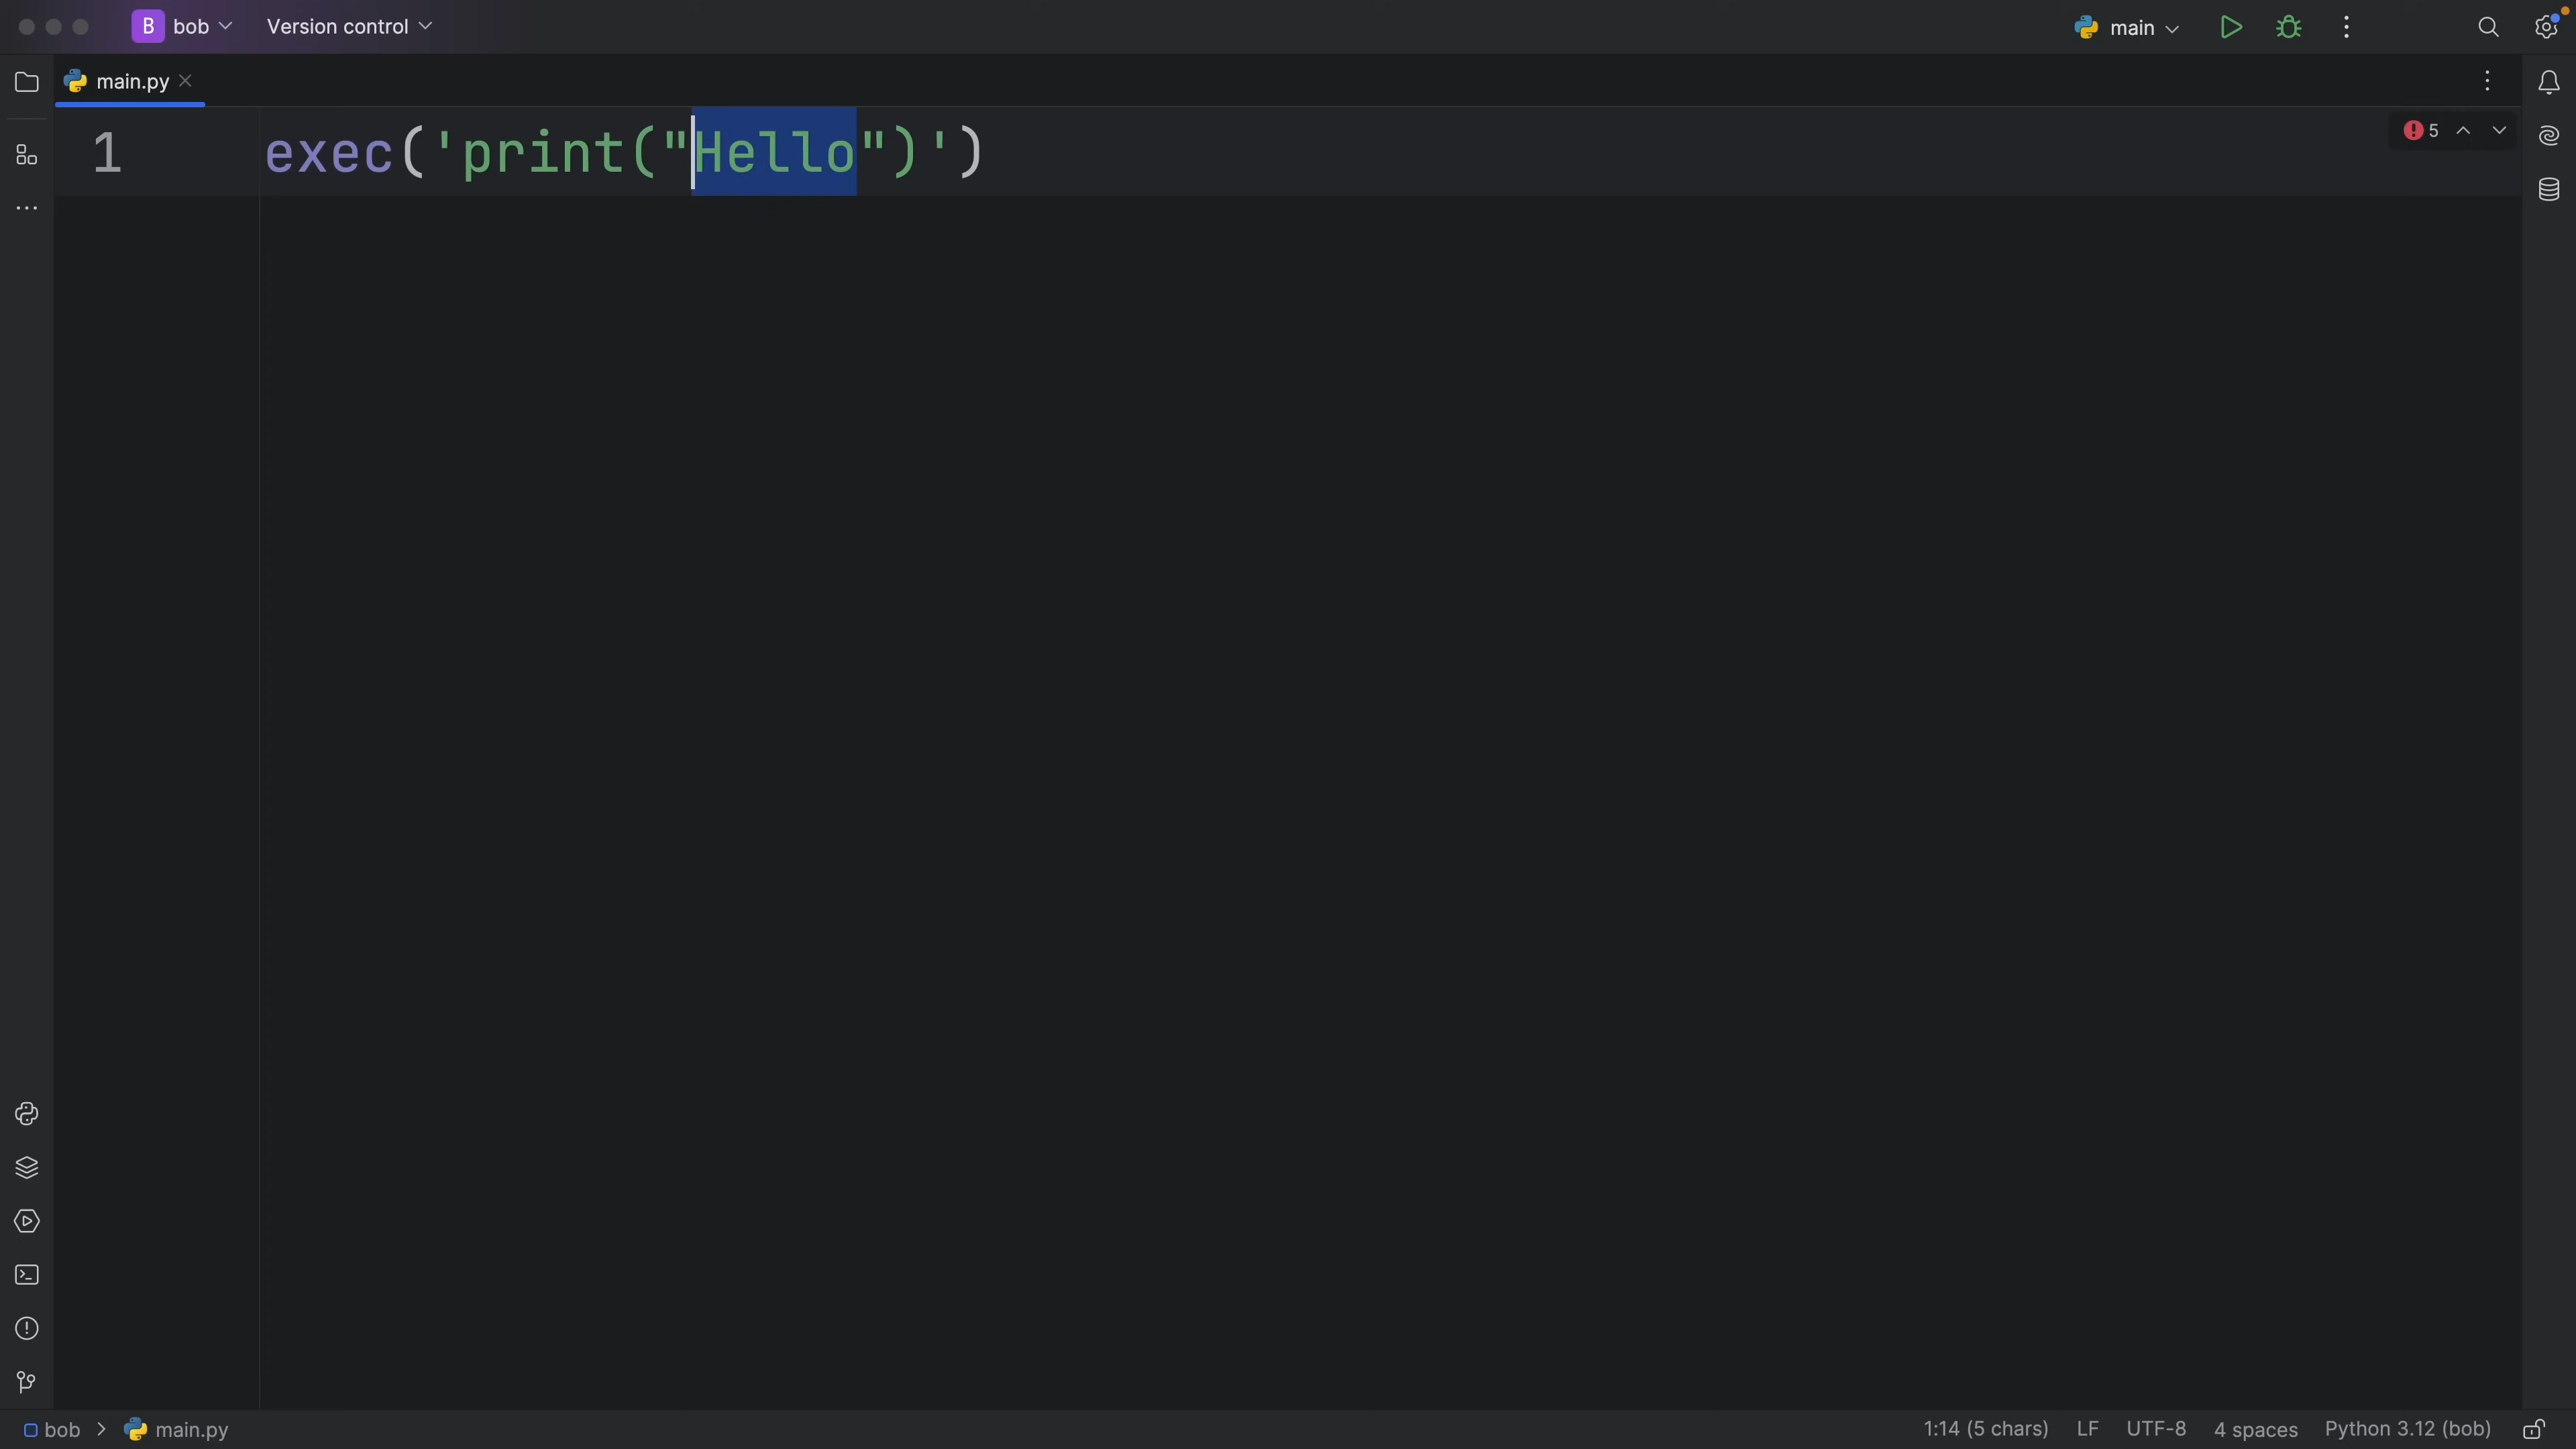 B bob Version control main
main.py
5
1 exec('print("Hello")')
bob main.py 1:14 (5 chars) LF UTF-8 4 spaces Python 3.12 (bob)